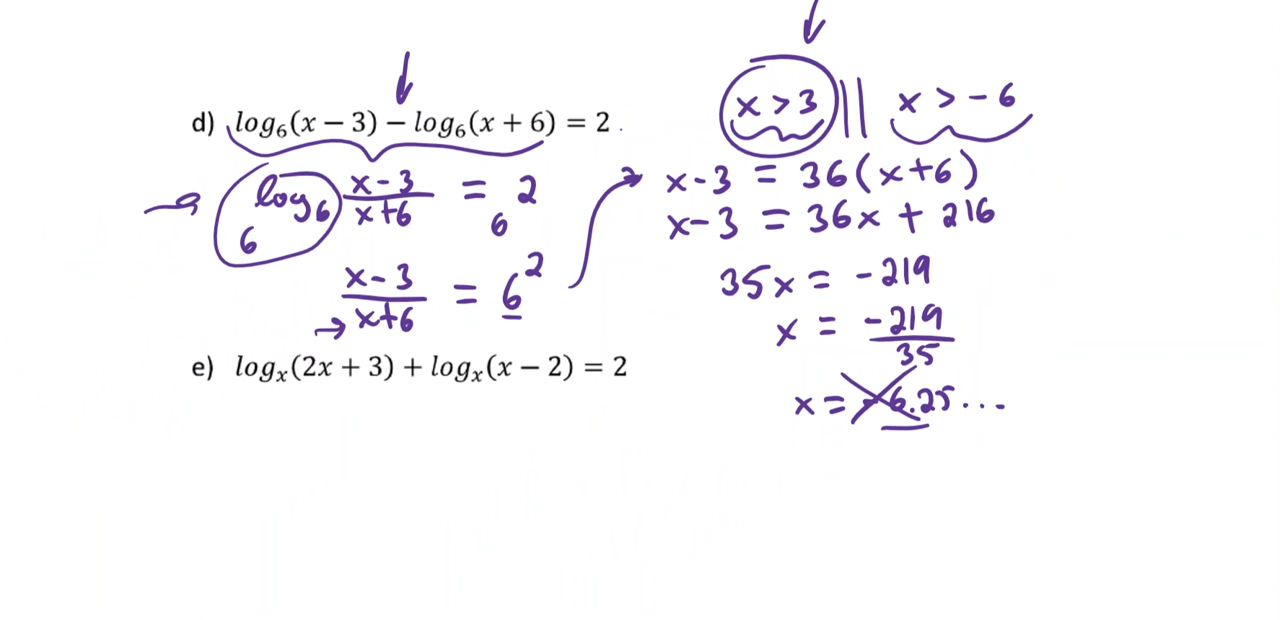 d) log₆(x − 3) − log₆(x + 6) = 2 .
x > 3 || x > -6
log₆ (x-3)/(x+6) = 2
6 6
(x-3)/(x+6) = 6²
x-3 = 36(x+6)
x-3 = 36x + 216
35x = -219
x = -219/35
x = -6.25...
e) logₓ(2x + 3) + logₓ(x − 2) = 2